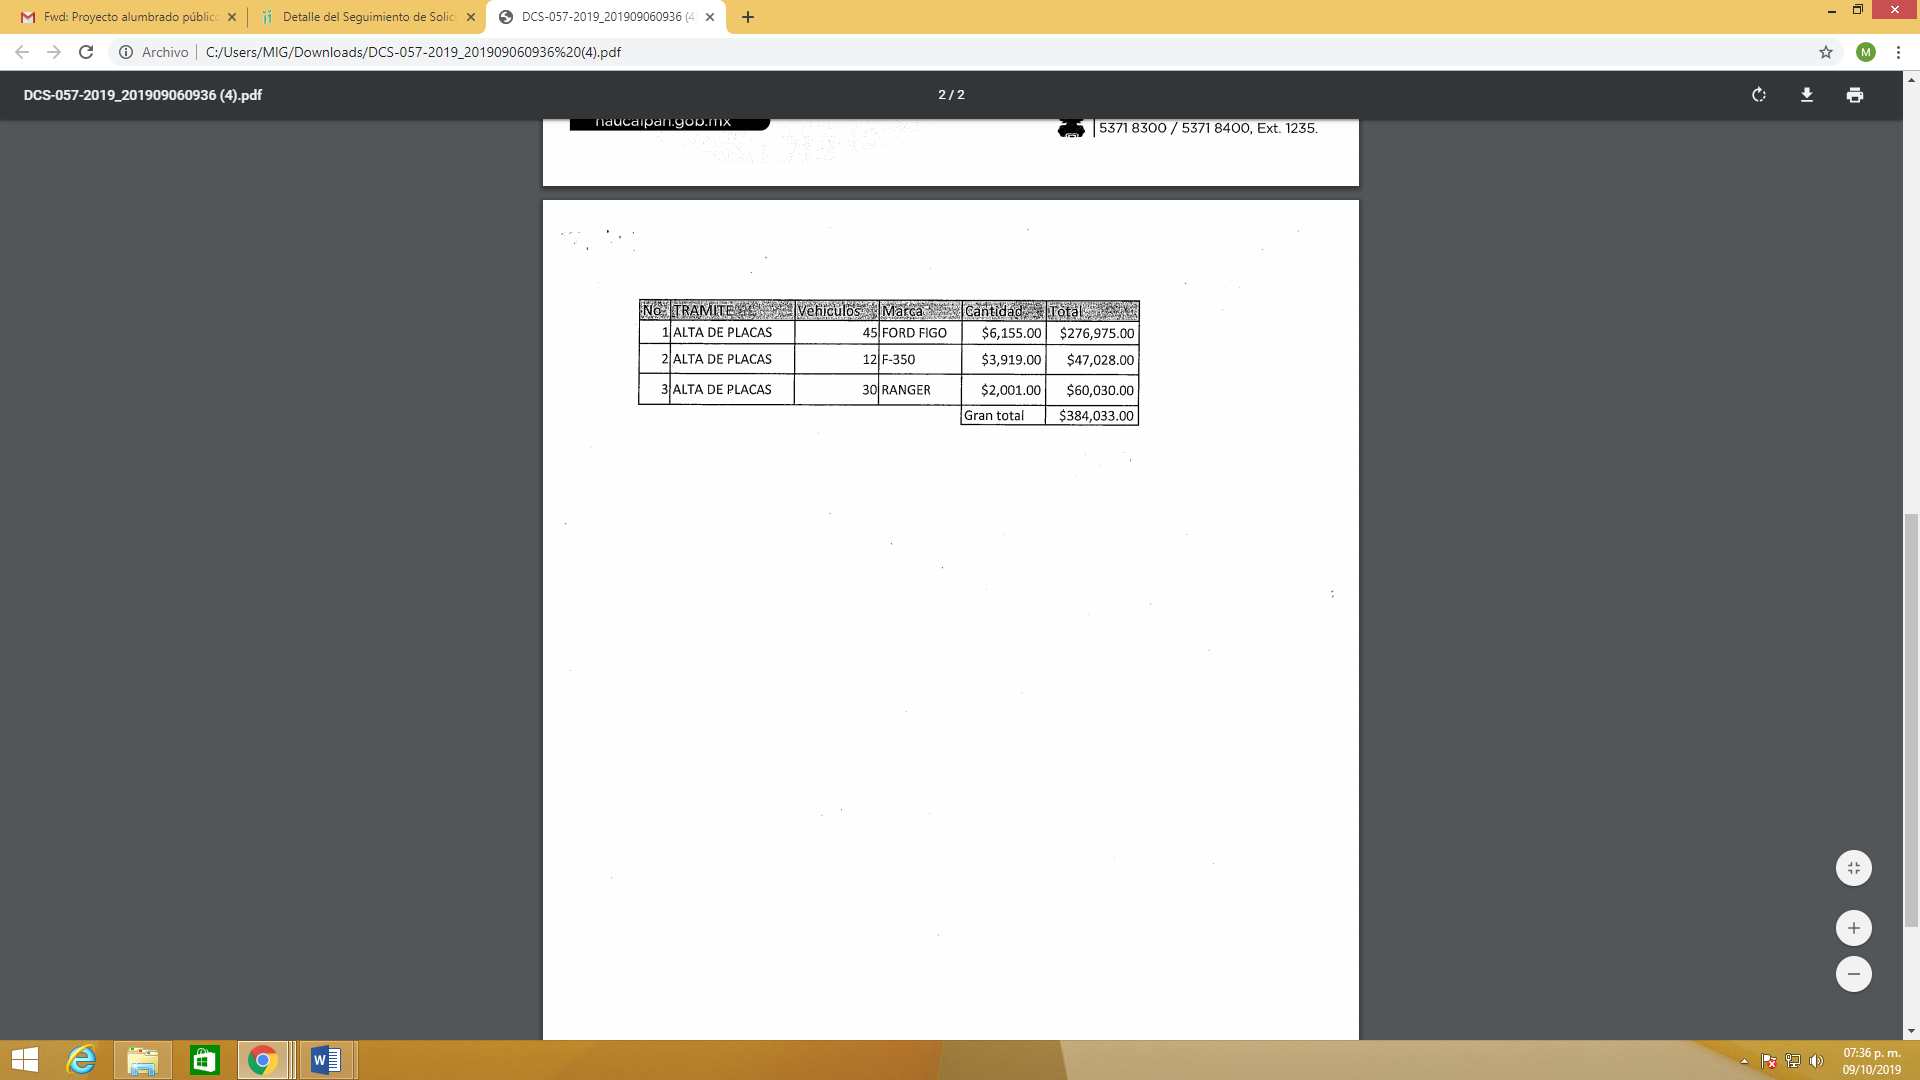 Fwd: Proyecto alumbrado públic
Detalle del Seguimiento de Solici
DCS-057-2019_201909060936 (4
Archivo C:/Users/MIG/Downloads/DCS-057-2019_201909060936%20(4).pdf
M
DCS-057-2019_201909060936 (4).pdf
2 / 2
naucalpan.gob.mx
5371 8300 / 5371 8400, Ext. 1235.
No TRAMITE Vehiculos Marca Cantidad Total
1 ALTA DE PLACAS 45 FORD FIGO $6,155.00 $276,975.00
2 ALTA DE PLACAS 12 F-350 $3,919.00 $47,028.00
3 ALTA DE PLACAS 30 RANGER $2,001.00 $60,030.00
Gran total $384,033.00
07:36 p. m.
09/10/2019